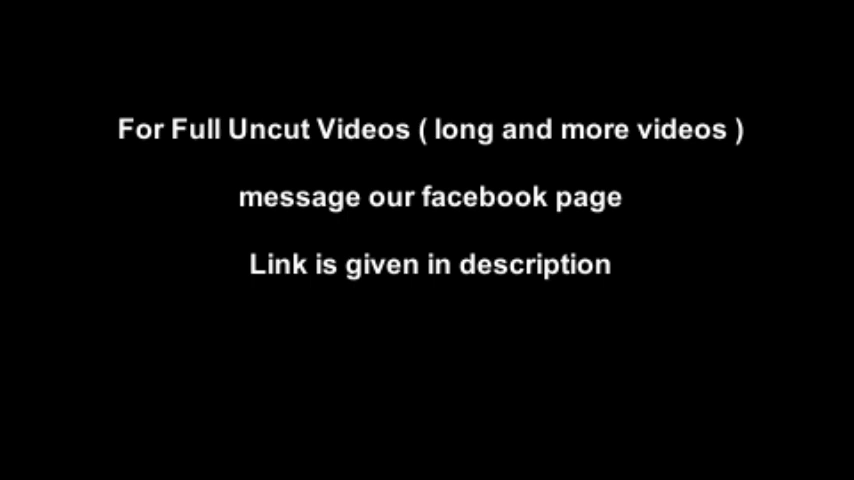 For Full Uncut Videos ( long and more videos )
message our facebook page
Link is given in description